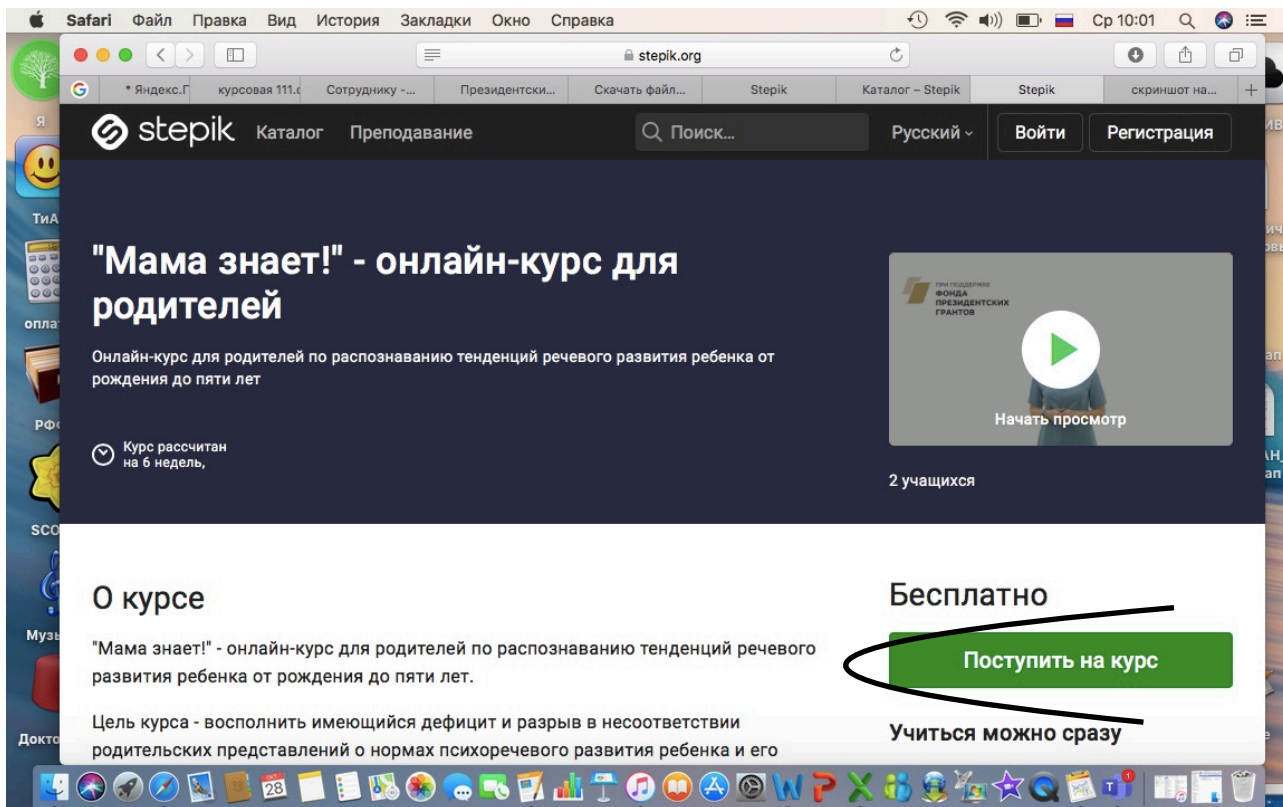 Safari Файл Правка Вид История Закладки Окно Справка Ср 10:01
stepik.org
* Яндекс.П курсовая 111.d Сотруднику -... Президентски... Скачать файл... Stepik Каталог – Stepik Stepik скриншот на... +
stepik Каталог Преподавание Поиск... Русский Войти Регистрация
"Мама знает!" - онлайн-курс для
родителей
Онлайн-курс для родителей по распознаванию тенденций речевого развития ребенка от
рождения до пяти лет
Курс рассчитан
на 6 недель,
ПРИ ПОДДЕРЖКЕ
ФОНДА
ПРЕЗИДЕНТСКИХ
ГРАНТОВ
Начать просмотр
2 учащихся
О курсе
"Мама знает!" - онлайн-курс для родителей по распознаванию тенденций речевого
развития ребенка от рождения до пяти лет.
Цель курса - восполнить имеющийся дефицит и разрыв в несоответствии
родительских представлений о нормах психоречевого развития ребенка и его
Бесплатно
Поступить на курс
Учиться можно сразу
Я
ТиА
опла
РФ
SCO
Музы
Докто
ОКТ
28
1